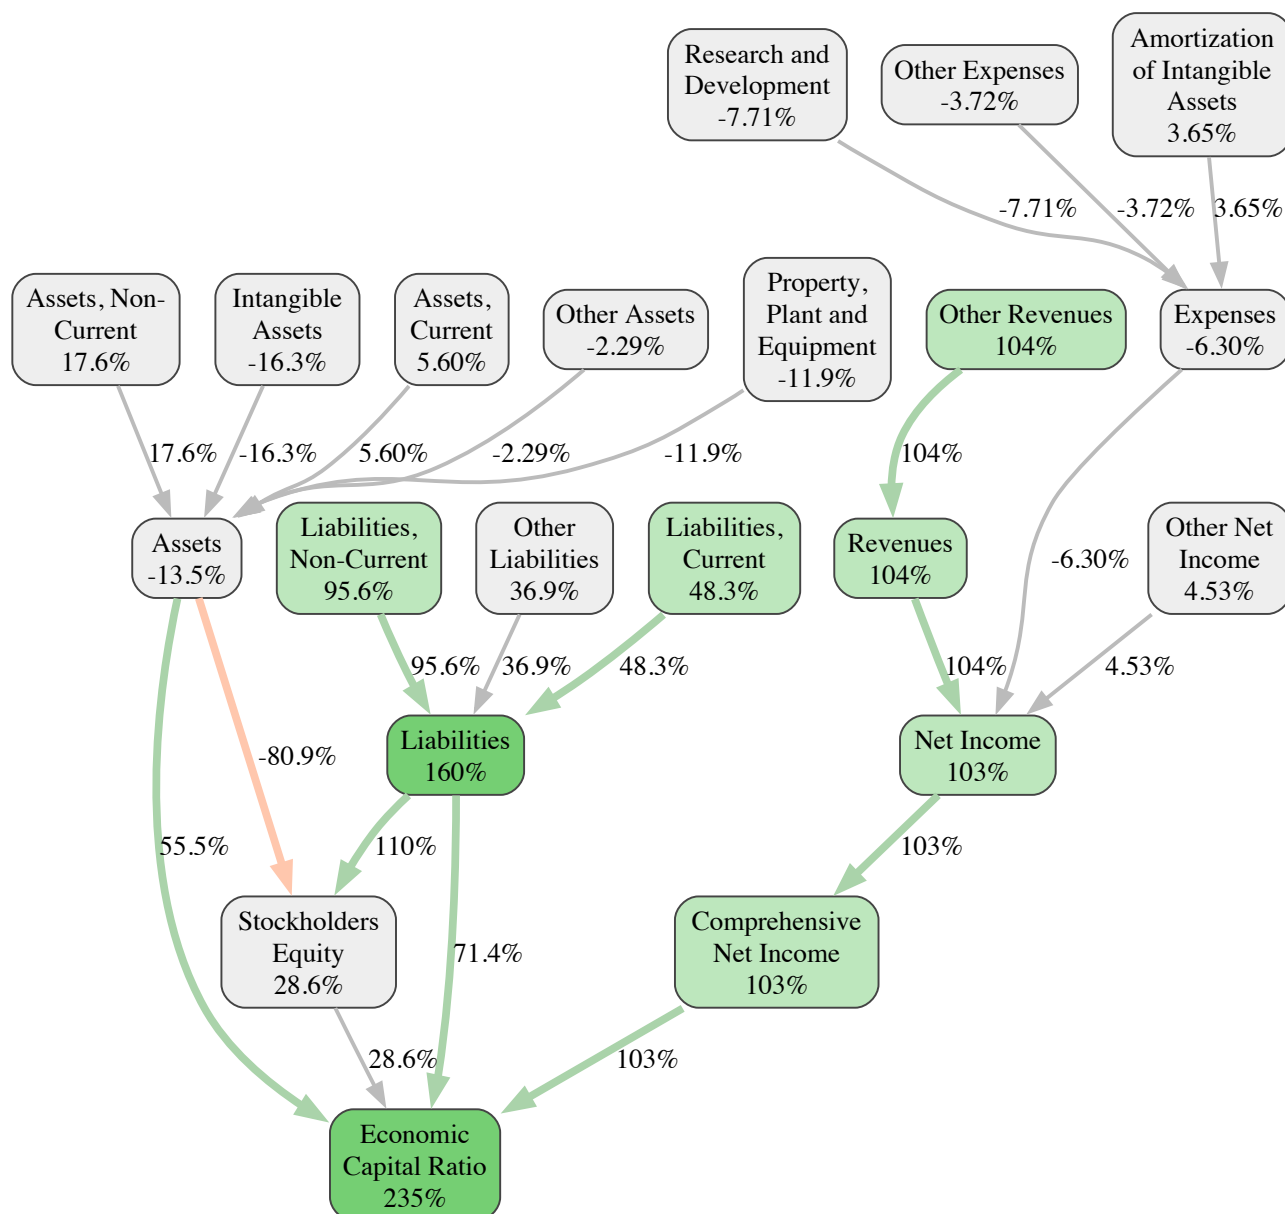 Research and
Development
-7.71%
Other Expenses
-3.72%
Amortization
of Intangible
Assets
3.65%
-7.71%
-3.72%
3.65%
Assets, Non-
Current
17.6%
Intangible
Assets
-16.3%
Assets,
Current
5.60%
Other Assets
-2.29%
Property,
Plant and
Equipment
-11.9%
Other Revenues
104%
Expenses
-6.30%
17.6%
-16.3%
5.60%
-2.29%
-11.9%
104%
Assets
-13.5%
Liabilities,
Non-Current
95.6%
Other
Liabilities
36.9%
Liabilities,
Current
48.3%
Revenues
104%
-6.30%
Other Net
Income
4.53%
95.6%
36.9%
48.3%
104%
4.53%
-80.9%
Liabilities
160%
Net Income
103%
55.5%
110%
103%
Stockholders
Equity
28.6%
71.4%
Comprehensive
Net Income
103%
28.6%
103%
Economic
Capital Ratio
235%